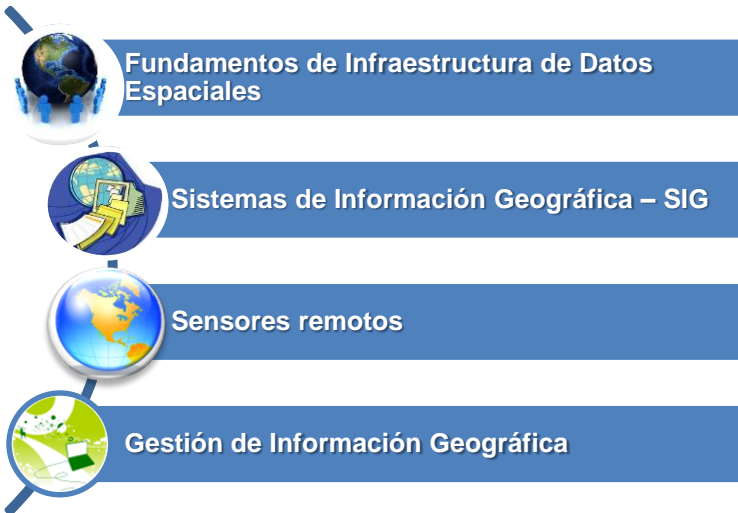 Fundamentos de Infraestructura de Datos
Espaciales
Sistemas de Información Geográfica – SIG
Sensores remotos
Gestión de Información Geográfica